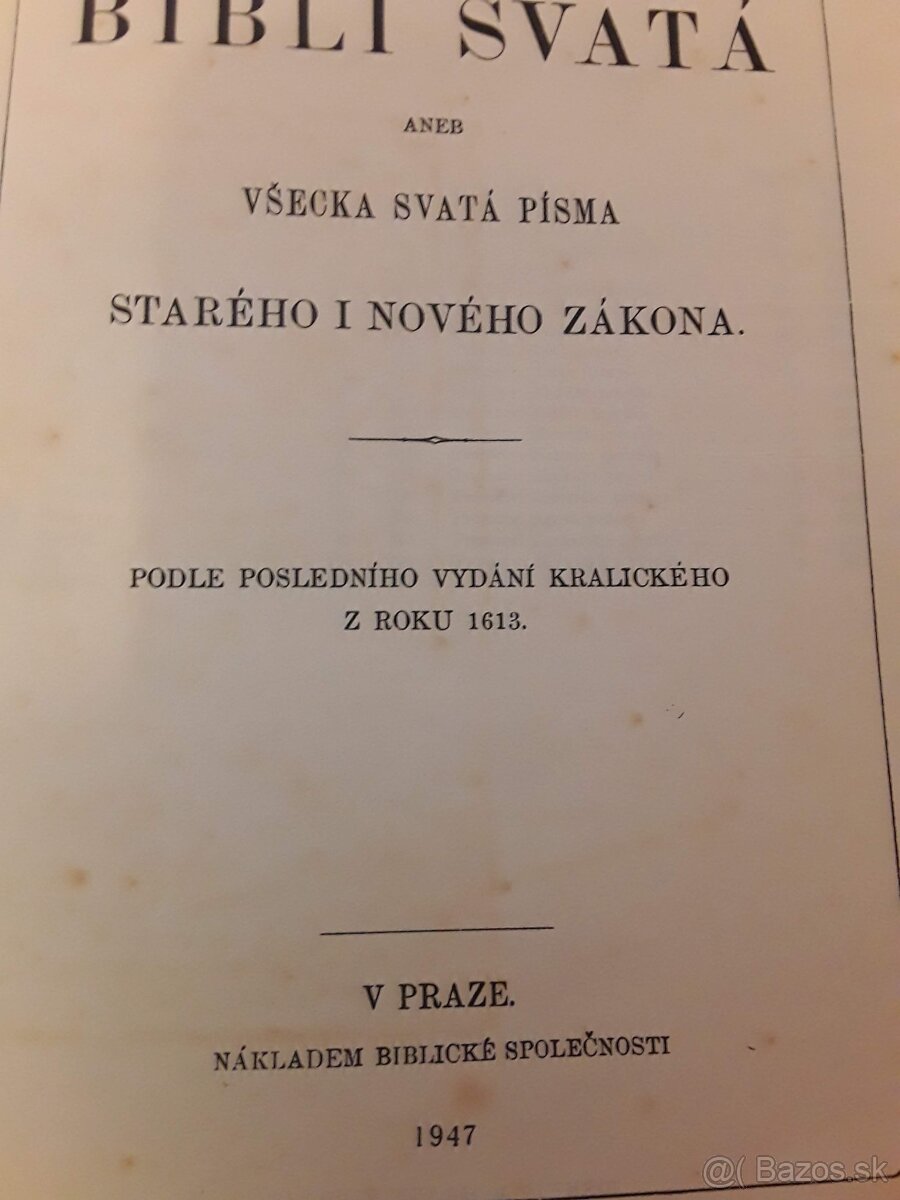 BIBLI SVATÁ
ANEB
VŠECKA SVATÁ PÍSMA
STARÉHO I NOVÉHO ZÁKONA.
PODLE POSLEDNÍHO VYDÁNÍ KRALICKÉHO
Z ROKU 1613.
V PRAZE.
NÁKLADEM BIBLICKÉ SPOLEČNOSTI
1947
@( Bazos.sk